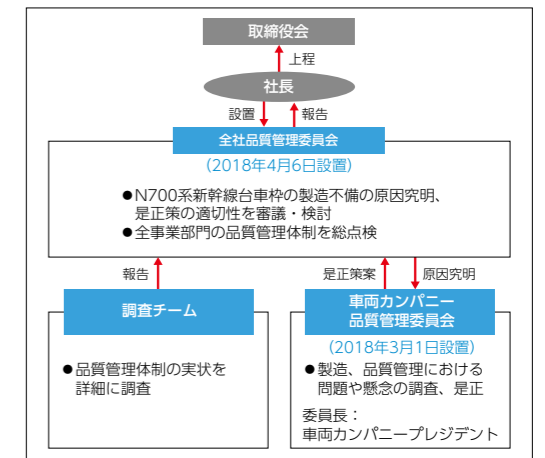 取締役会
上程
社長
設置
報告
全社品質管理委員会
(2018年4月6日設置)
●N700系新幹線台車枠の製造不備の原因究明、
是正策の適切性を審議・検討
●全事業部門の品質管理体制を総点検
報告
是正策案
原因究明
調査チーム
●品質管理体制の実状を
詳細に調査
車両カンパニー
品質管理委員会
(2018年3月1日設置)
●製造、品質管理における
問題や懸念の調査、是正
委員長：
車両カンパニープレジデント